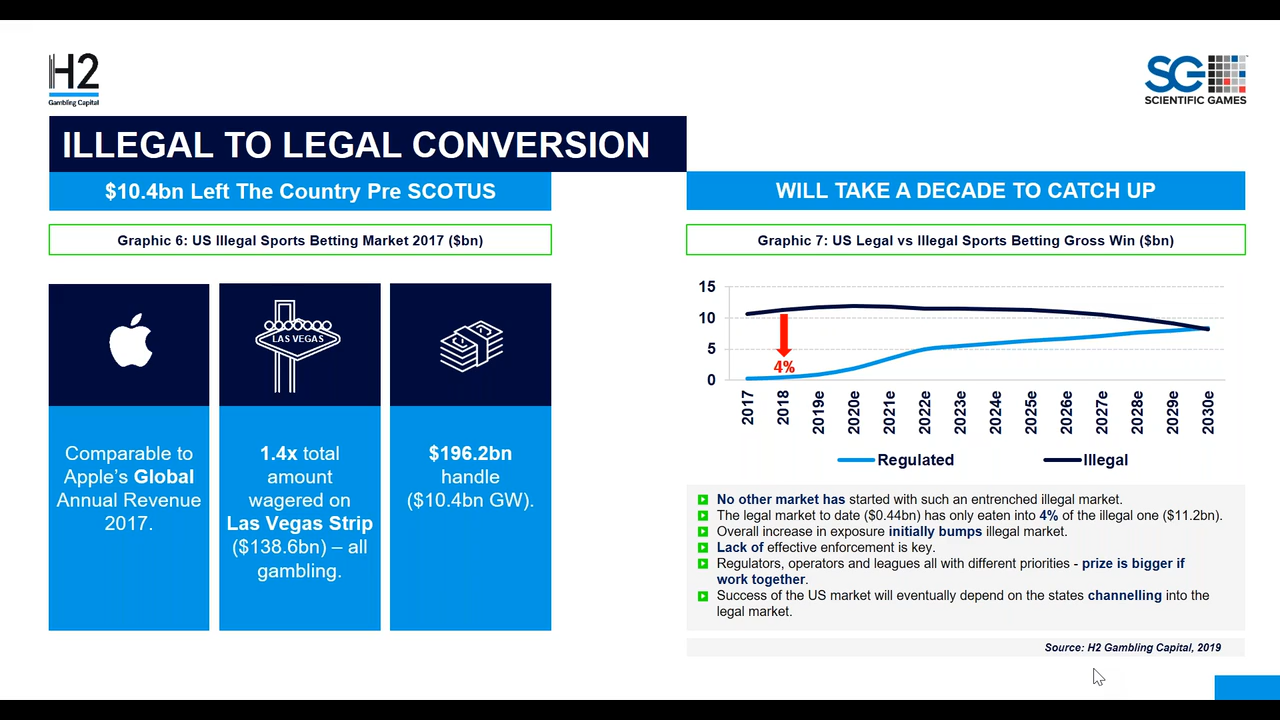 H2
Gambling Capital
SG
SCIENTIFIC GAMES
ILLEGAL TO LEGAL CONVERSION
$10.4bn Left The Country Pre SCOTUS
Graphic 6: US Illegal Sports Betting Market 2017 ($bn)
LAS VEGAS
Comparable to
Apple's Global
Annual Revenue
2017.
1.4x total
amount
wagered on
Las Vegas Strip
($138.6bn) – all
gambling.
$196.2bn
handle
($10.4bn GW).
WILL TAKE A DECADE TO CATCH UP
Graphic 7: US Legal vs Illegal Sports Betting Gross Win ($bn)
15
10
5
0
4%
2017
2018
2019e
2020e
2021e
2022e
2023e
2024e
2025e
2026e
2027e
2028e
2029e
2030e
Regulated
Illegal
No other market has started with such an entrenched illegal market.
The legal market to date ($0.44bn) has only eaten into 4% of the illegal one ($11.2bn).
Overall increase in exposure initially bumps illegal market.
Lack of effective enforcement is key.
Regulators, operators and leagues all with different priorities - prize is bigger if
work together.
Success of the US market will eventually depend on the states channelling into the
legal market.
Source: H2 Gambling Capital, 2019